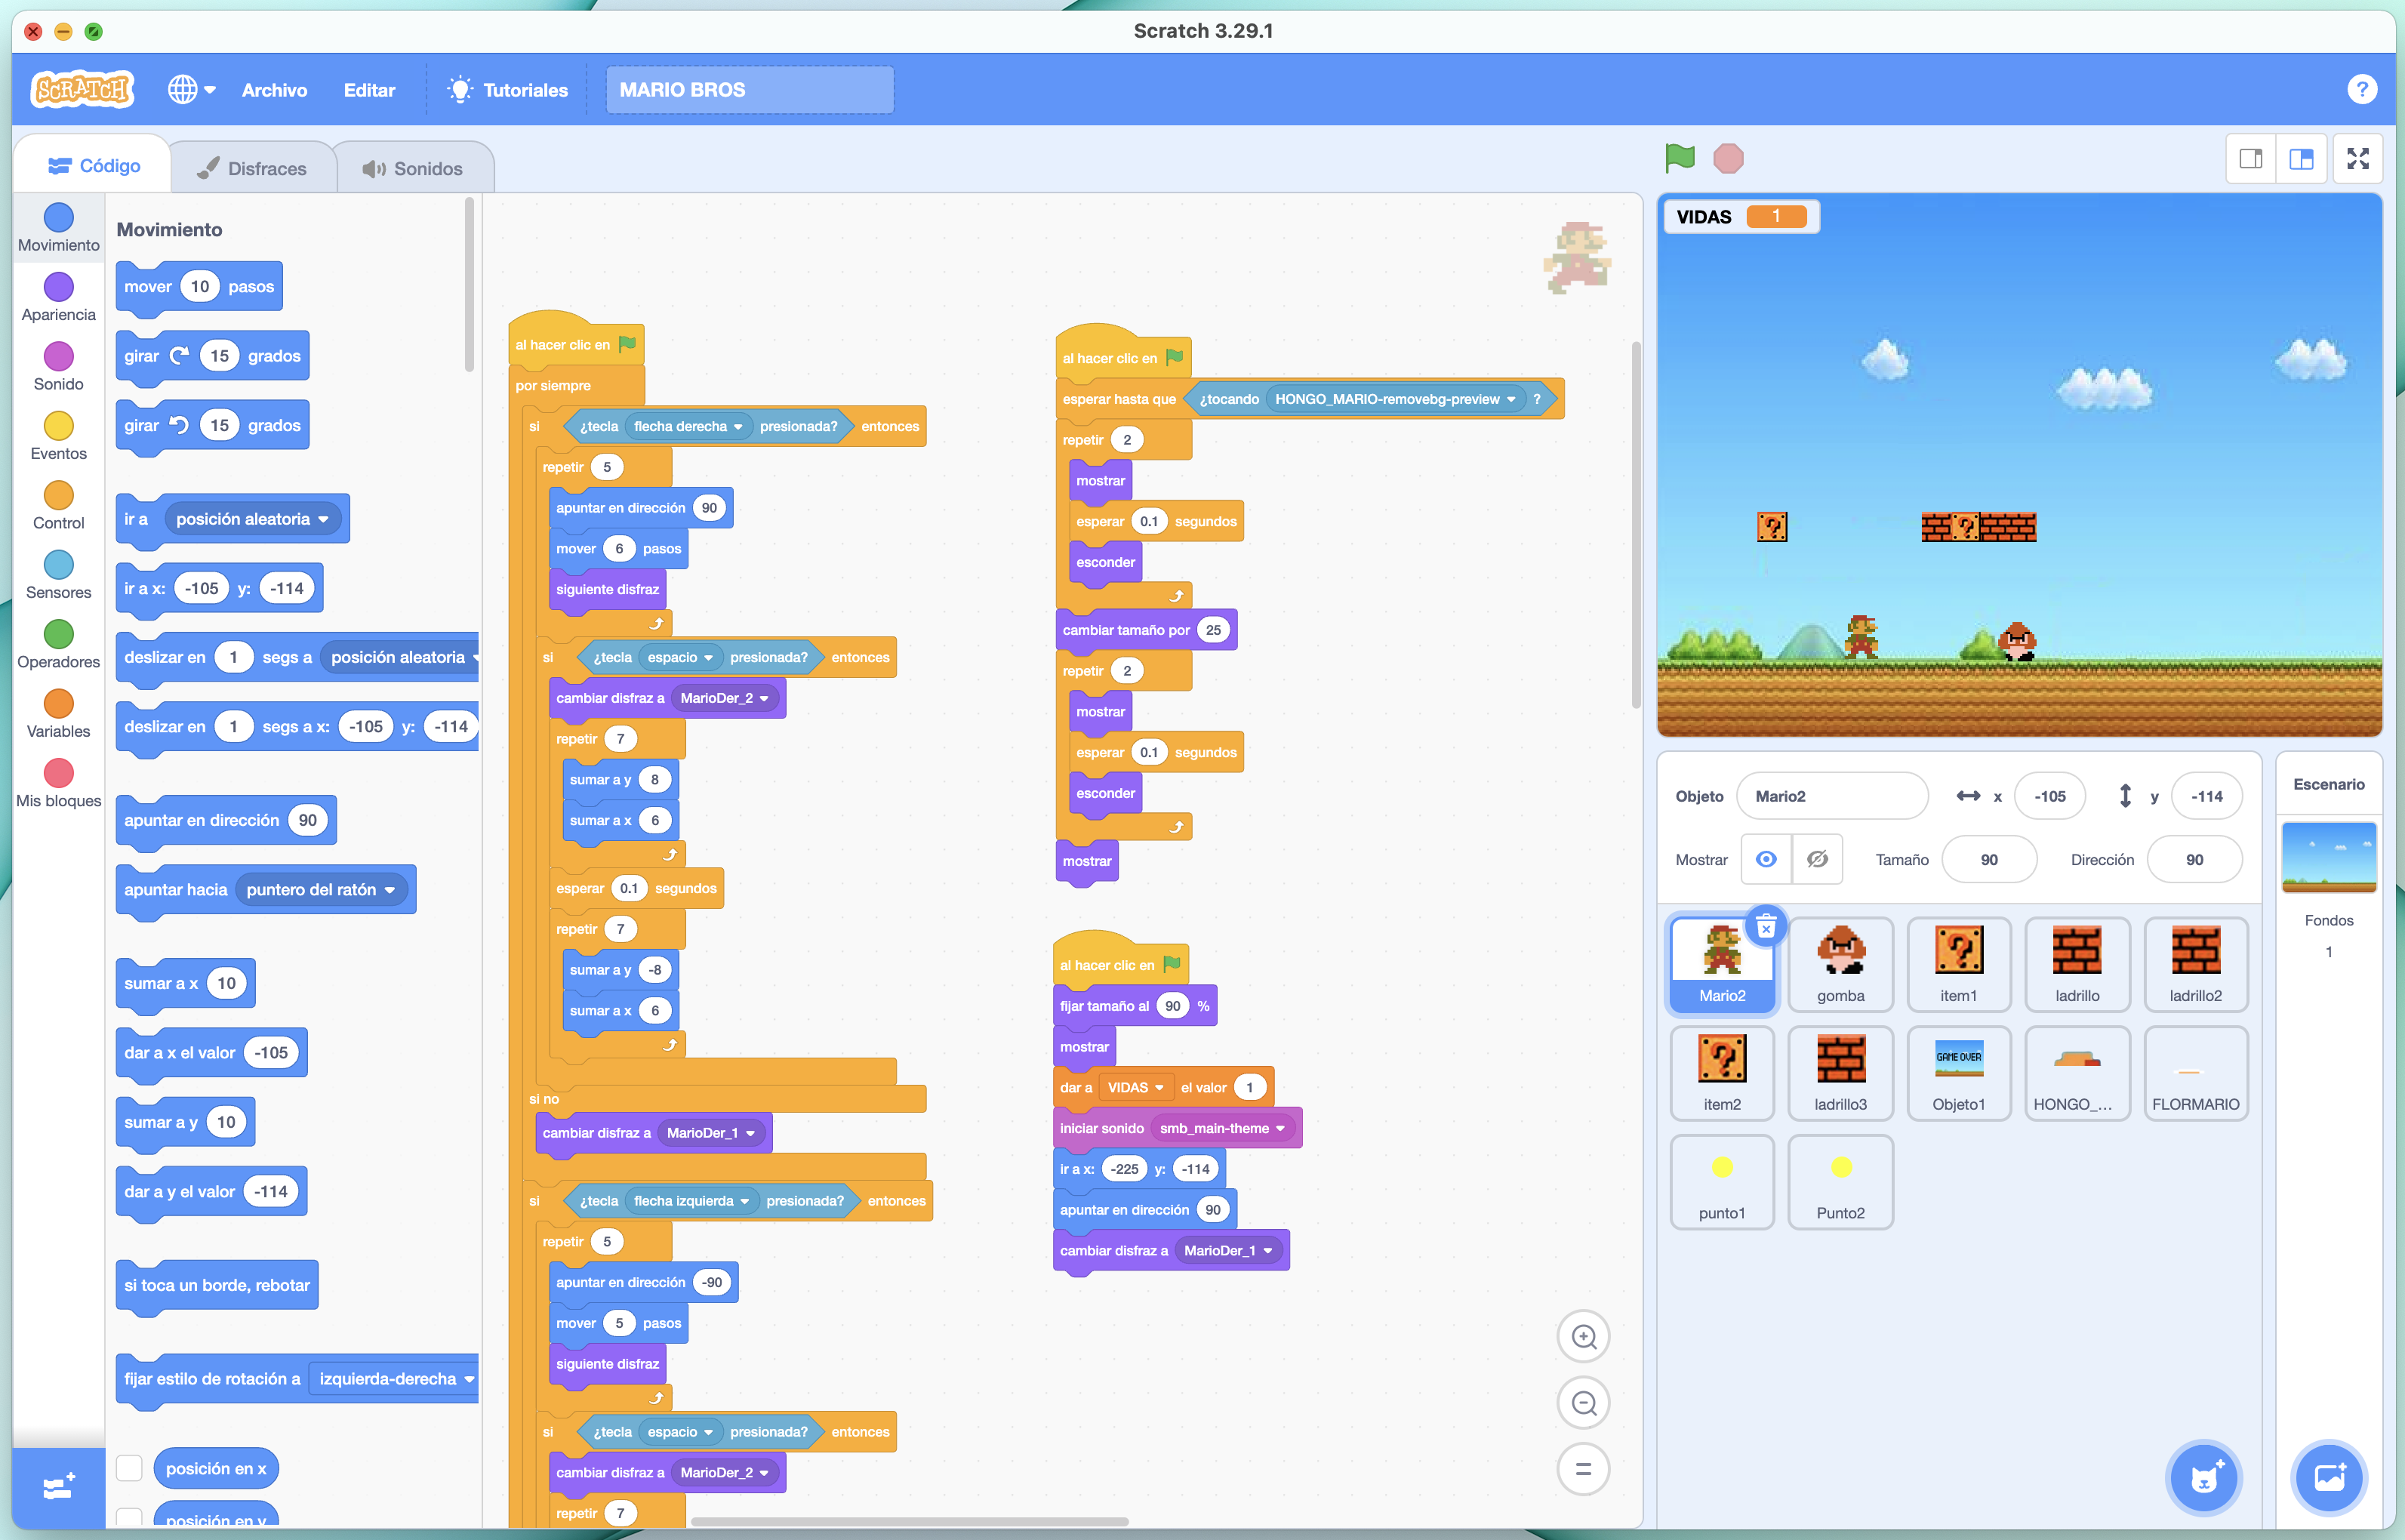 Scratch 3.29.1
SCRATCH
Archivo
Editar
Tutoriales
MARIO BROS
?
Código
Disfraces
Sonidos
Movimiento
Apariencia
Sonido
Eventos
Control
Sensores
Operadores
Variables
Mis bloques
Movimiento
mover 10 pasos
girar 15 grados
girar 15 grados
ir a posición aleatoria
ir a x: -105 y: -114
deslizar en 1 segs a posición aleatoria
deslizar en 1 segs a x: -105 y: -114
apuntar en dirección 90
apuntar hacia puntero del ratón
sumar a x 10
dar a x el valor -105
sumar a y 10
dar a y el valor -114
si toca un borde, rebotar
fijar estilo de rotación a izquierda-derecha
posición en x
posición en y
al hacer clic en
por siempre
si ¿tecla flecha derecha presionada? entonces
repetir 5
apuntar en dirección 90
mover 6 pasos
siguiente disfraz
si ¿tecla espacio presionada? entonces
cambiar disfraz a MarioDer_2
repetir 7
sumar a y 8
sumar a x 6
esperar 0.1 segundos
repetir 7
sumar a y -8
sumar a x 6
si no
cambiar disfraz a MarioDer_1
si ¿tecla flecha izquierda presionada? entonces
repetir 5
apuntar en dirección -90
mover 5 pasos
siguiente disfraz
si ¿tecla espacio presionada? entonces
cambiar disfraz a MarioDer_2
repetir 7
al hacer clic en
esperar hasta que ¿tocando HONGO_MARIO-removebg-preview ?
repetir 2
mostrar
esperar 0.1 segundos
esconder
cambiar tamaño por 25
repetir 2
mostrar
esperar 0.1 segundos
esconder
mostrar
al hacer clic en
fijar tamaño al 90 %
mostrar
dar a VIDAS el valor 1
iniciar sonido smb_main-theme
ir a x: -225 y: -114
apuntar en dirección 90
cambiar disfraz a MarioDer_1
VIDAS 1
?
?
Objeto Mario2 x -105 y -114
Mostrar Tamaño 90 Dirección 90
?
Mario2
gomba
item1
ladrillo
ladrillo2
?
GAME OVER
item2
ladrillo3
Objeto1
HONGO_...
FLORMARIO
punto1
Punto2
Escenario
Fondos
1